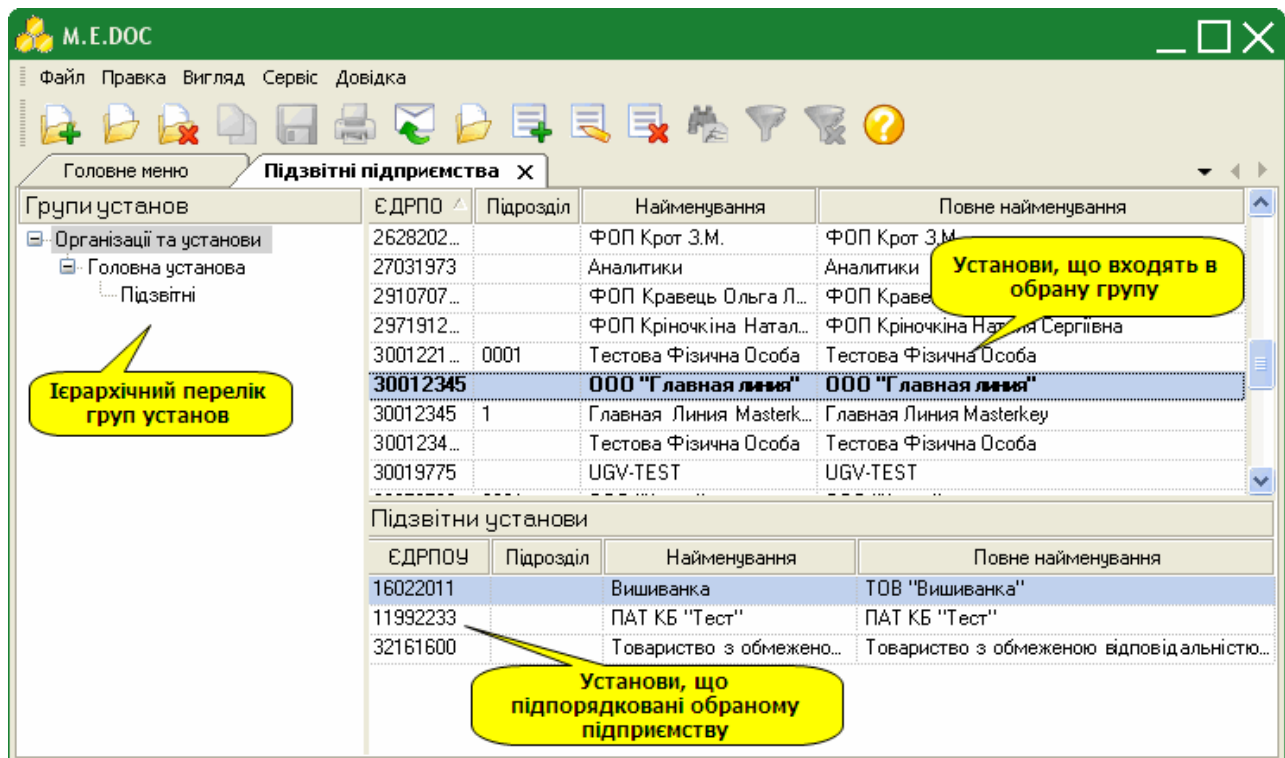 M.E.DOC
Файл Правка Вигляд Сервіс Довідка
Головне меню Підзвітні підприємства
Групи установ
Організації та установи
Головна установа
Підзвітні
Ієрархічний перелік
груп установ
ЄДРПО Підрозділ Найменування Повне найменування
2628202... ФОП Крот З.М. ФОП Крот З.М.
27031973 Аналитики Аналитики
2910707... ФОП Кравець Ольга Л... ФОП Краве
2971912... ФОП Кріночкіна Натал... ФОП Кріночкіна Сергіївна
3001221... 0001 Тестова Фізична Особа Тестова Фізична Особа
30012345 ООО "Главная линия" ООО "Главная линия"
30012345 1 Главная Линия Masterk... Главная Линия Masterkey
3001234... Тестова Фізична Особа Тестова Фізична Особа
30019775 UGV-TEST UGV-TEST
Установи, що входять в
обрану групу
Підзвітни установи
ЄДРПОУ Підрозділ Найменування Повне найменування
16022011 Вишиванка ТОВ "Вишиванка"
11992233 ПАТ КБ "Тест" ПАТ КБ "Тест"
32161600 Товариство з обмежено... Товариство з обмеженою відповідальністю...
Установи, що
підпорядковані обраному
підприємству